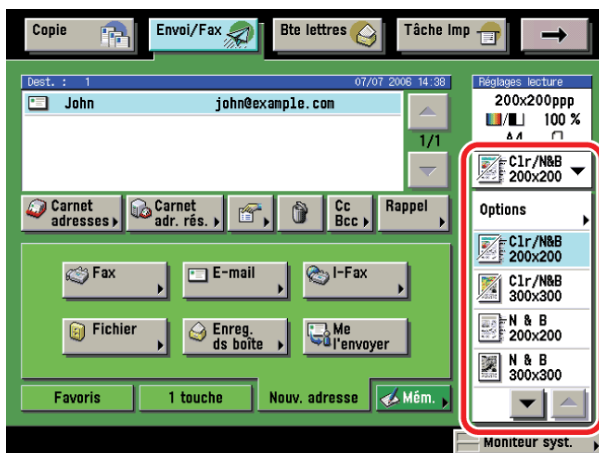 Copie
Envoi/Fax
Bte lettres
Tâche Imp
Dest. : 1
07/07 2006 14:38
John
john@example.com
1/1
Carnet
adresses
Carnet
adr. rés.
Cc
Bcc
Rappel
Fax
E-mail
I-Fax
Fichier
Enreg.
ds boîte
Me
l'envoyer
Favoris
1 touche
Nouv. adresse
Mém.
Réglages lecture
200x200ppp
100 %
A4
Clr/N&B
200x200
Options
Clr/N&B
200x200
Clr/N&B
300x300
N & B
200x200
N & B
300x300
Moniteur syst.